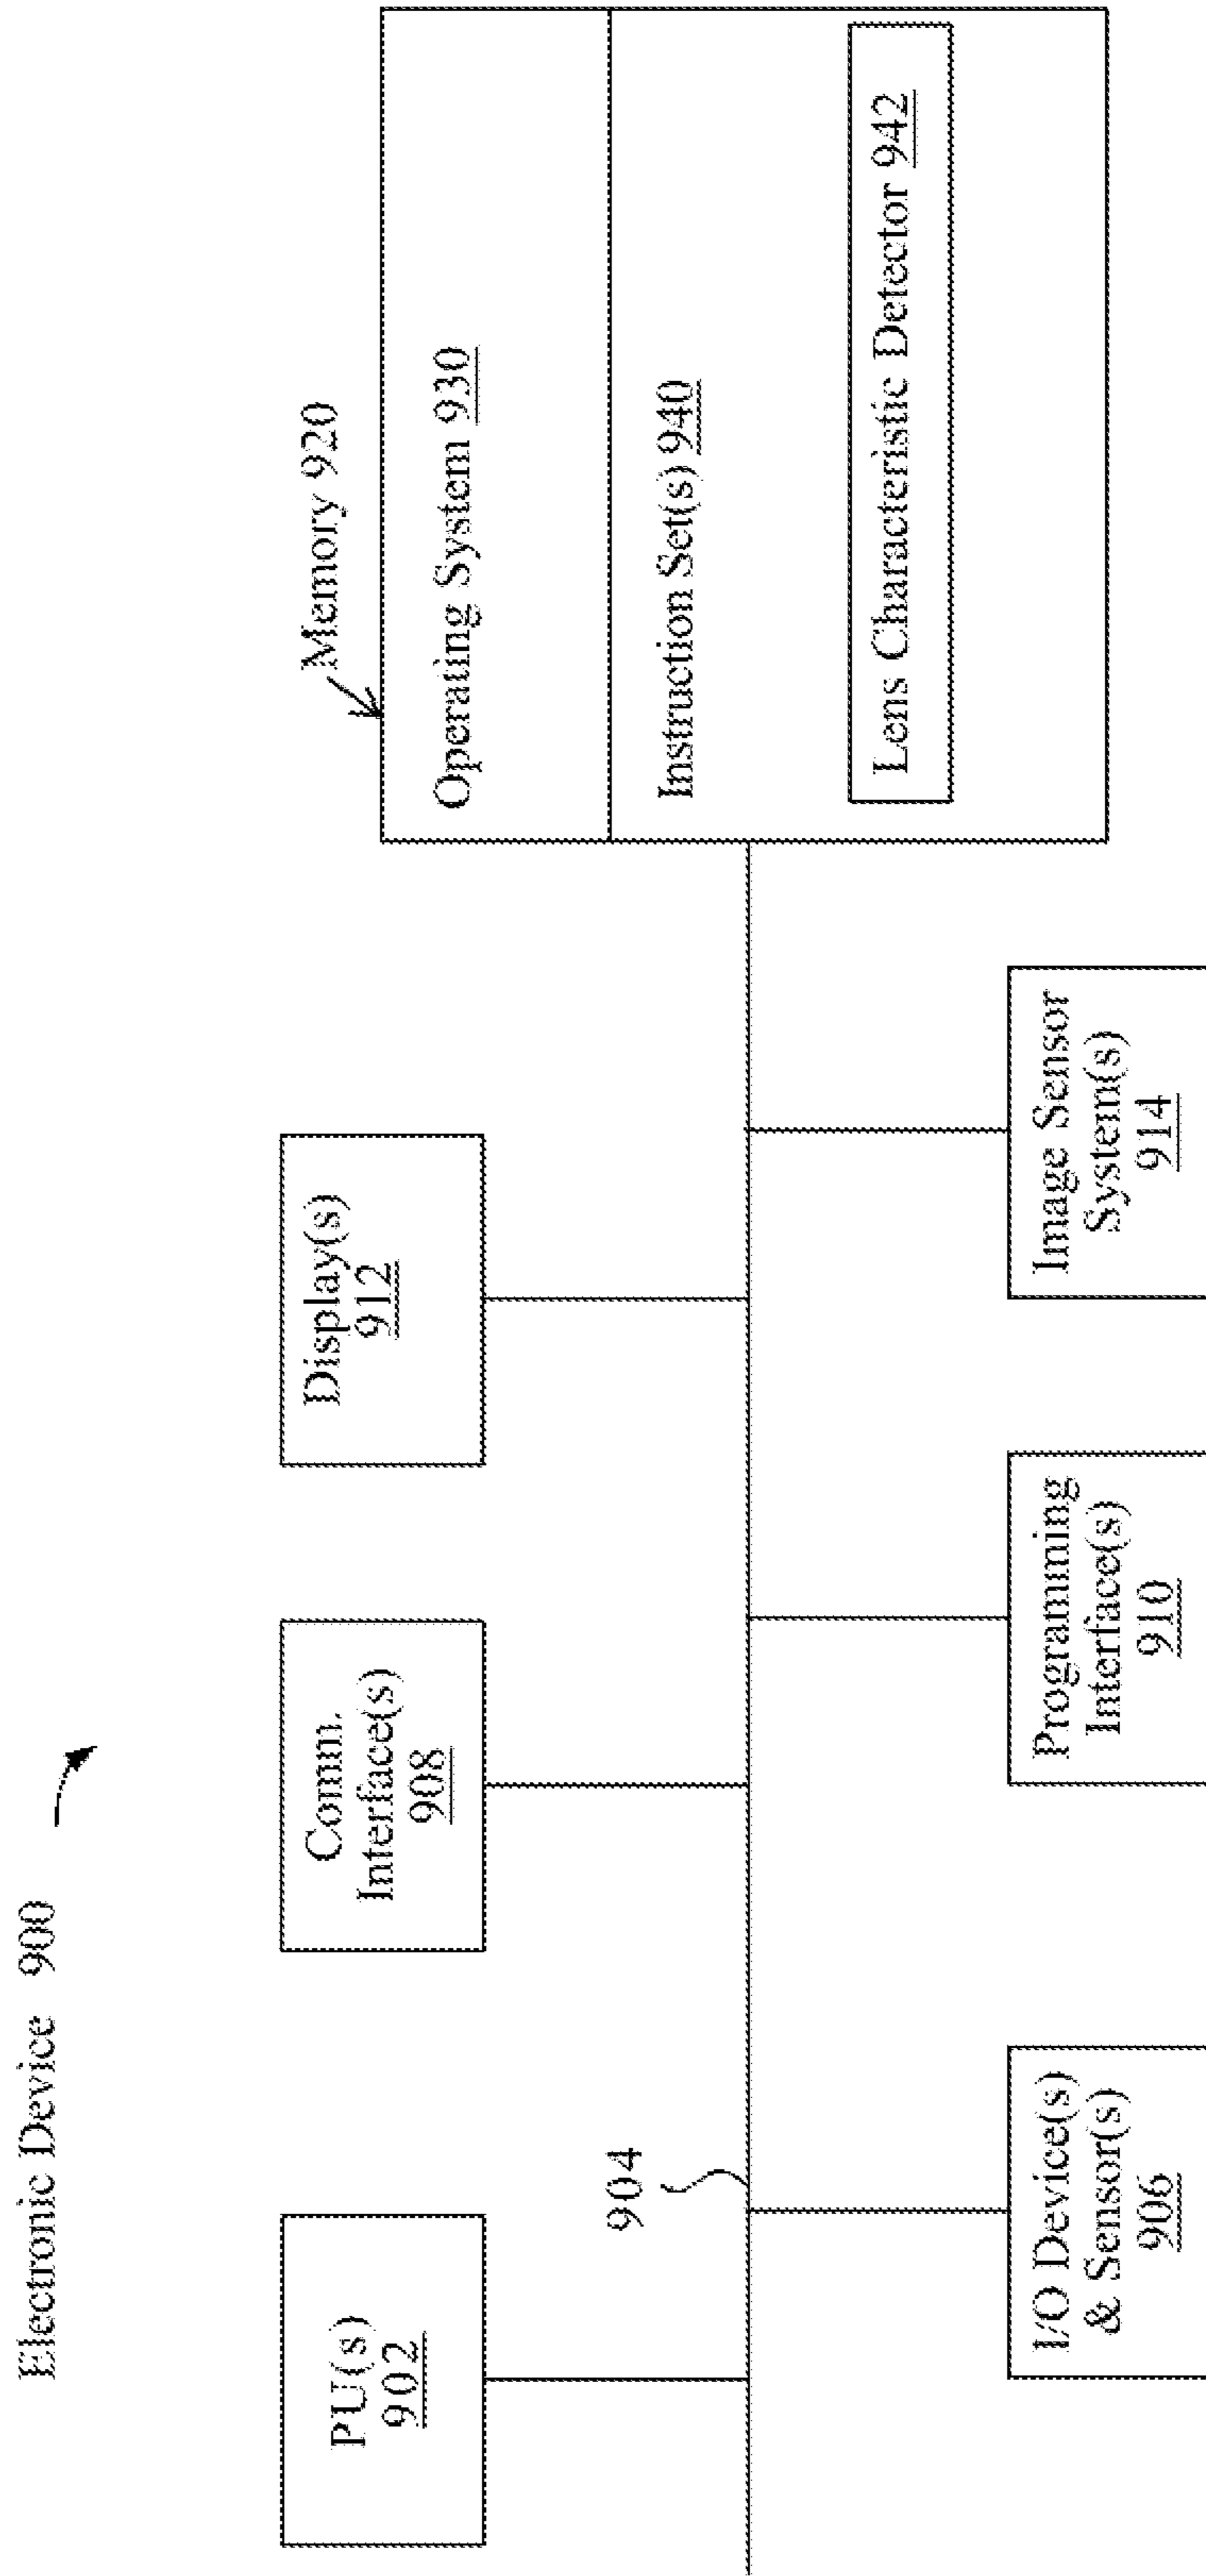 Electronic Device 900
PU(s)
902
Comm.
Interface(s)
908
Display(s)
912
Memory 920
Operating System 930
Instruction Set(s) 940
Lens Characteristic Detector 942
904
I/O Device(s)
& Sensor(s)
906
Programming
Interface(s)
910
Image Sensor
System(s)
914